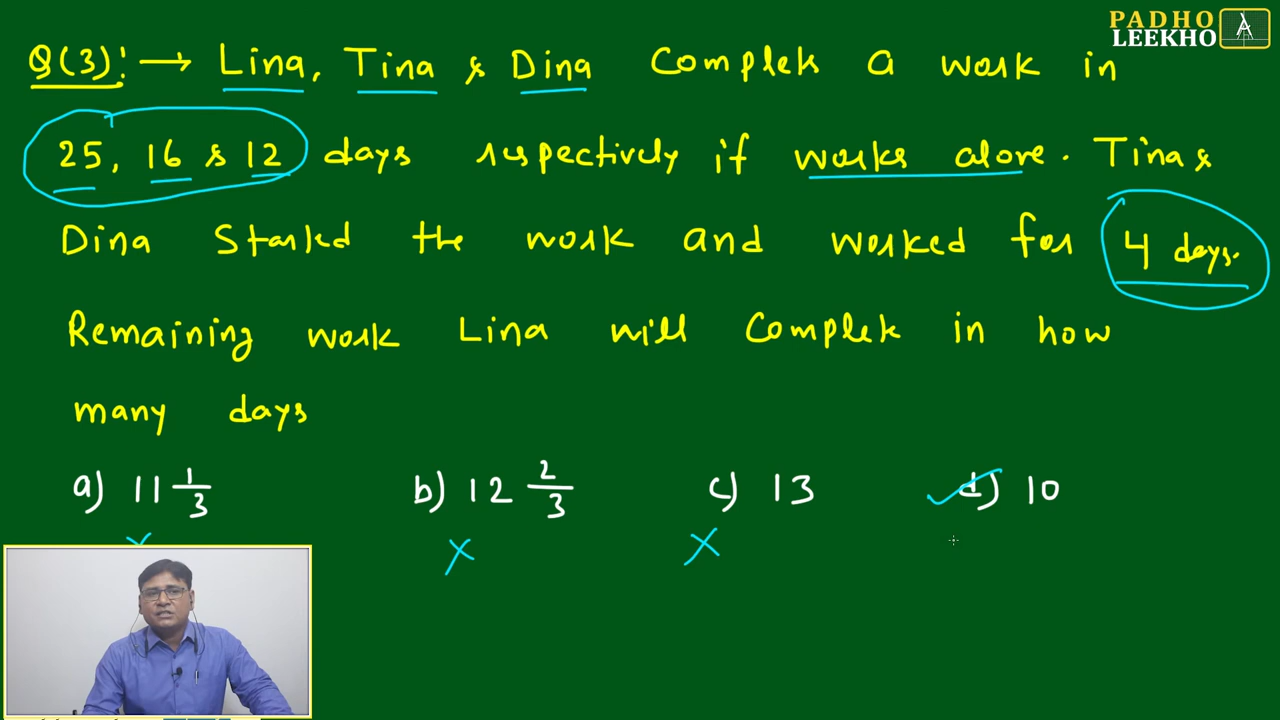 PADHO
LEEKHO
Q(3):→ Lina, Tina & Dina Complete a work in
25, 16 & 12 days respectively if works alone. Tina &
Dina Started the work and worked for 4 days.
Remaining work Lina will Complete in how
many days
a) 11 1/3 b) 12 2/3 c) 13 d) 10